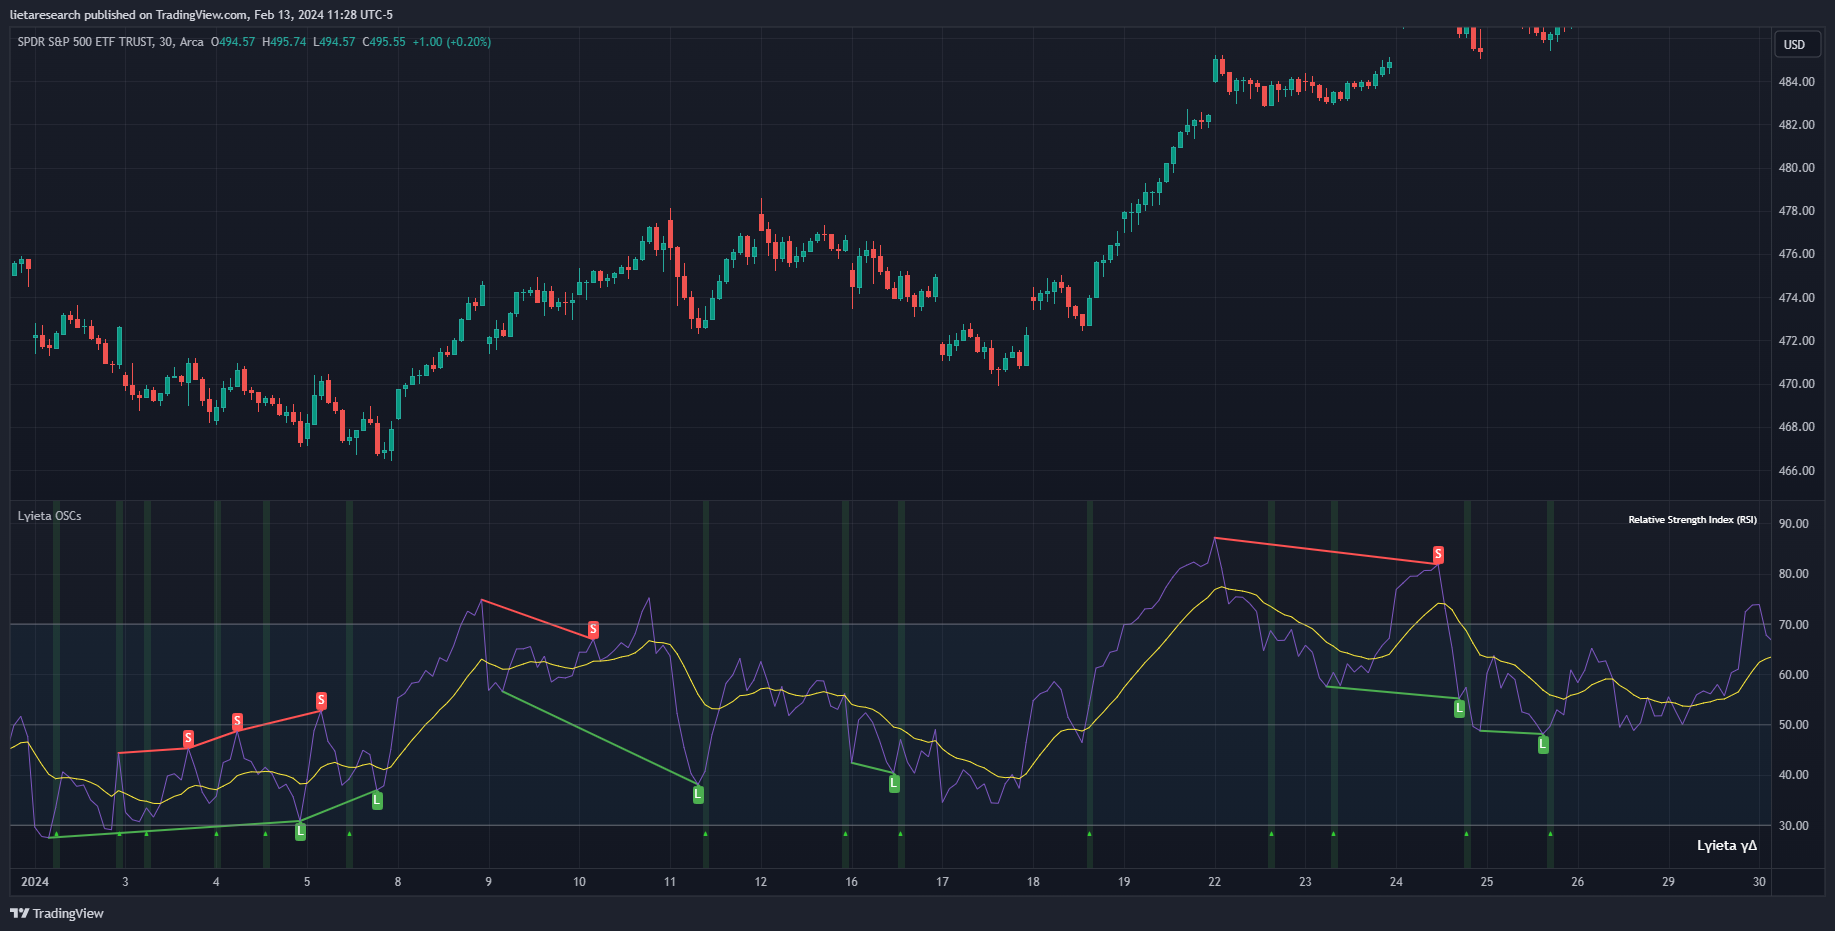 lietaresearch published on TradingView.com, Feb 13, 2024 11:28 UTC-5
SPDR S&P 500 ETF TRUST, 30, Arca O494.57 H495.74 L494.57 C495.55 +1.00 (+0.20%)
USD
484.00
482.00
480.00
478.00
476.00
474.00
472.00
470.00
468.00
466.00
Lyieta OSCs
Relative Strength Index (RSI)
90.00
80.00
70.00
60.00
50.00
40.00
30.00
S
S
S
S
S
L
L
L
L
L
L
Lyieta γΔ
2024 3 4 5 8 9 10 11 12 16 17 18 19 22 23 24 25 26 29 30
TradingView